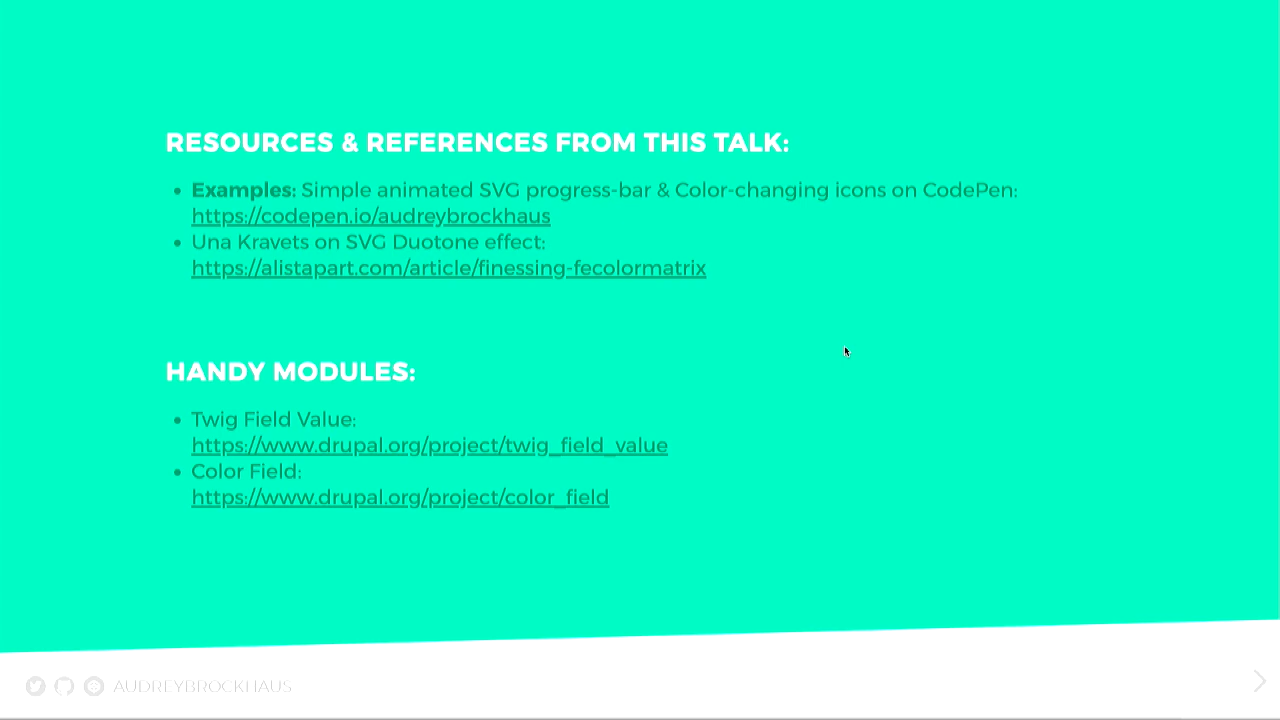 RESOURCES & REFERENCES FROM THIS TALK:
• Examples: Simple animated SVG progress-bar & Color-changing icons on CodePen:
https://codepen.io/audreybrockhaus
• Una Kravets on SVG Duotone effect:
https://alistapart.com/article/finessing-fecolormatrix
HANDY MODULES:
• Twig Field Value:
https://www.drupal.org/project/twig_field_value
• Color Field:
https://www.drupal.org/project/color_field
AUDREYBROCKHAUS